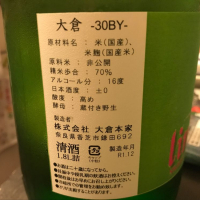 大倉 -30BY-
原材料名 : 米(国産)、
米麹(国産米)
原料米 : 非公開
精米歩合 : 70%
アルコール分 : 16度
日本酒度 : ±0
酸度 : 高め
酵母 : 蔵付き野生
製造者:
株式会社 大倉本家
奈良県香芝市鎌田692
清酒
1.8L詰
製造年月
R1.12